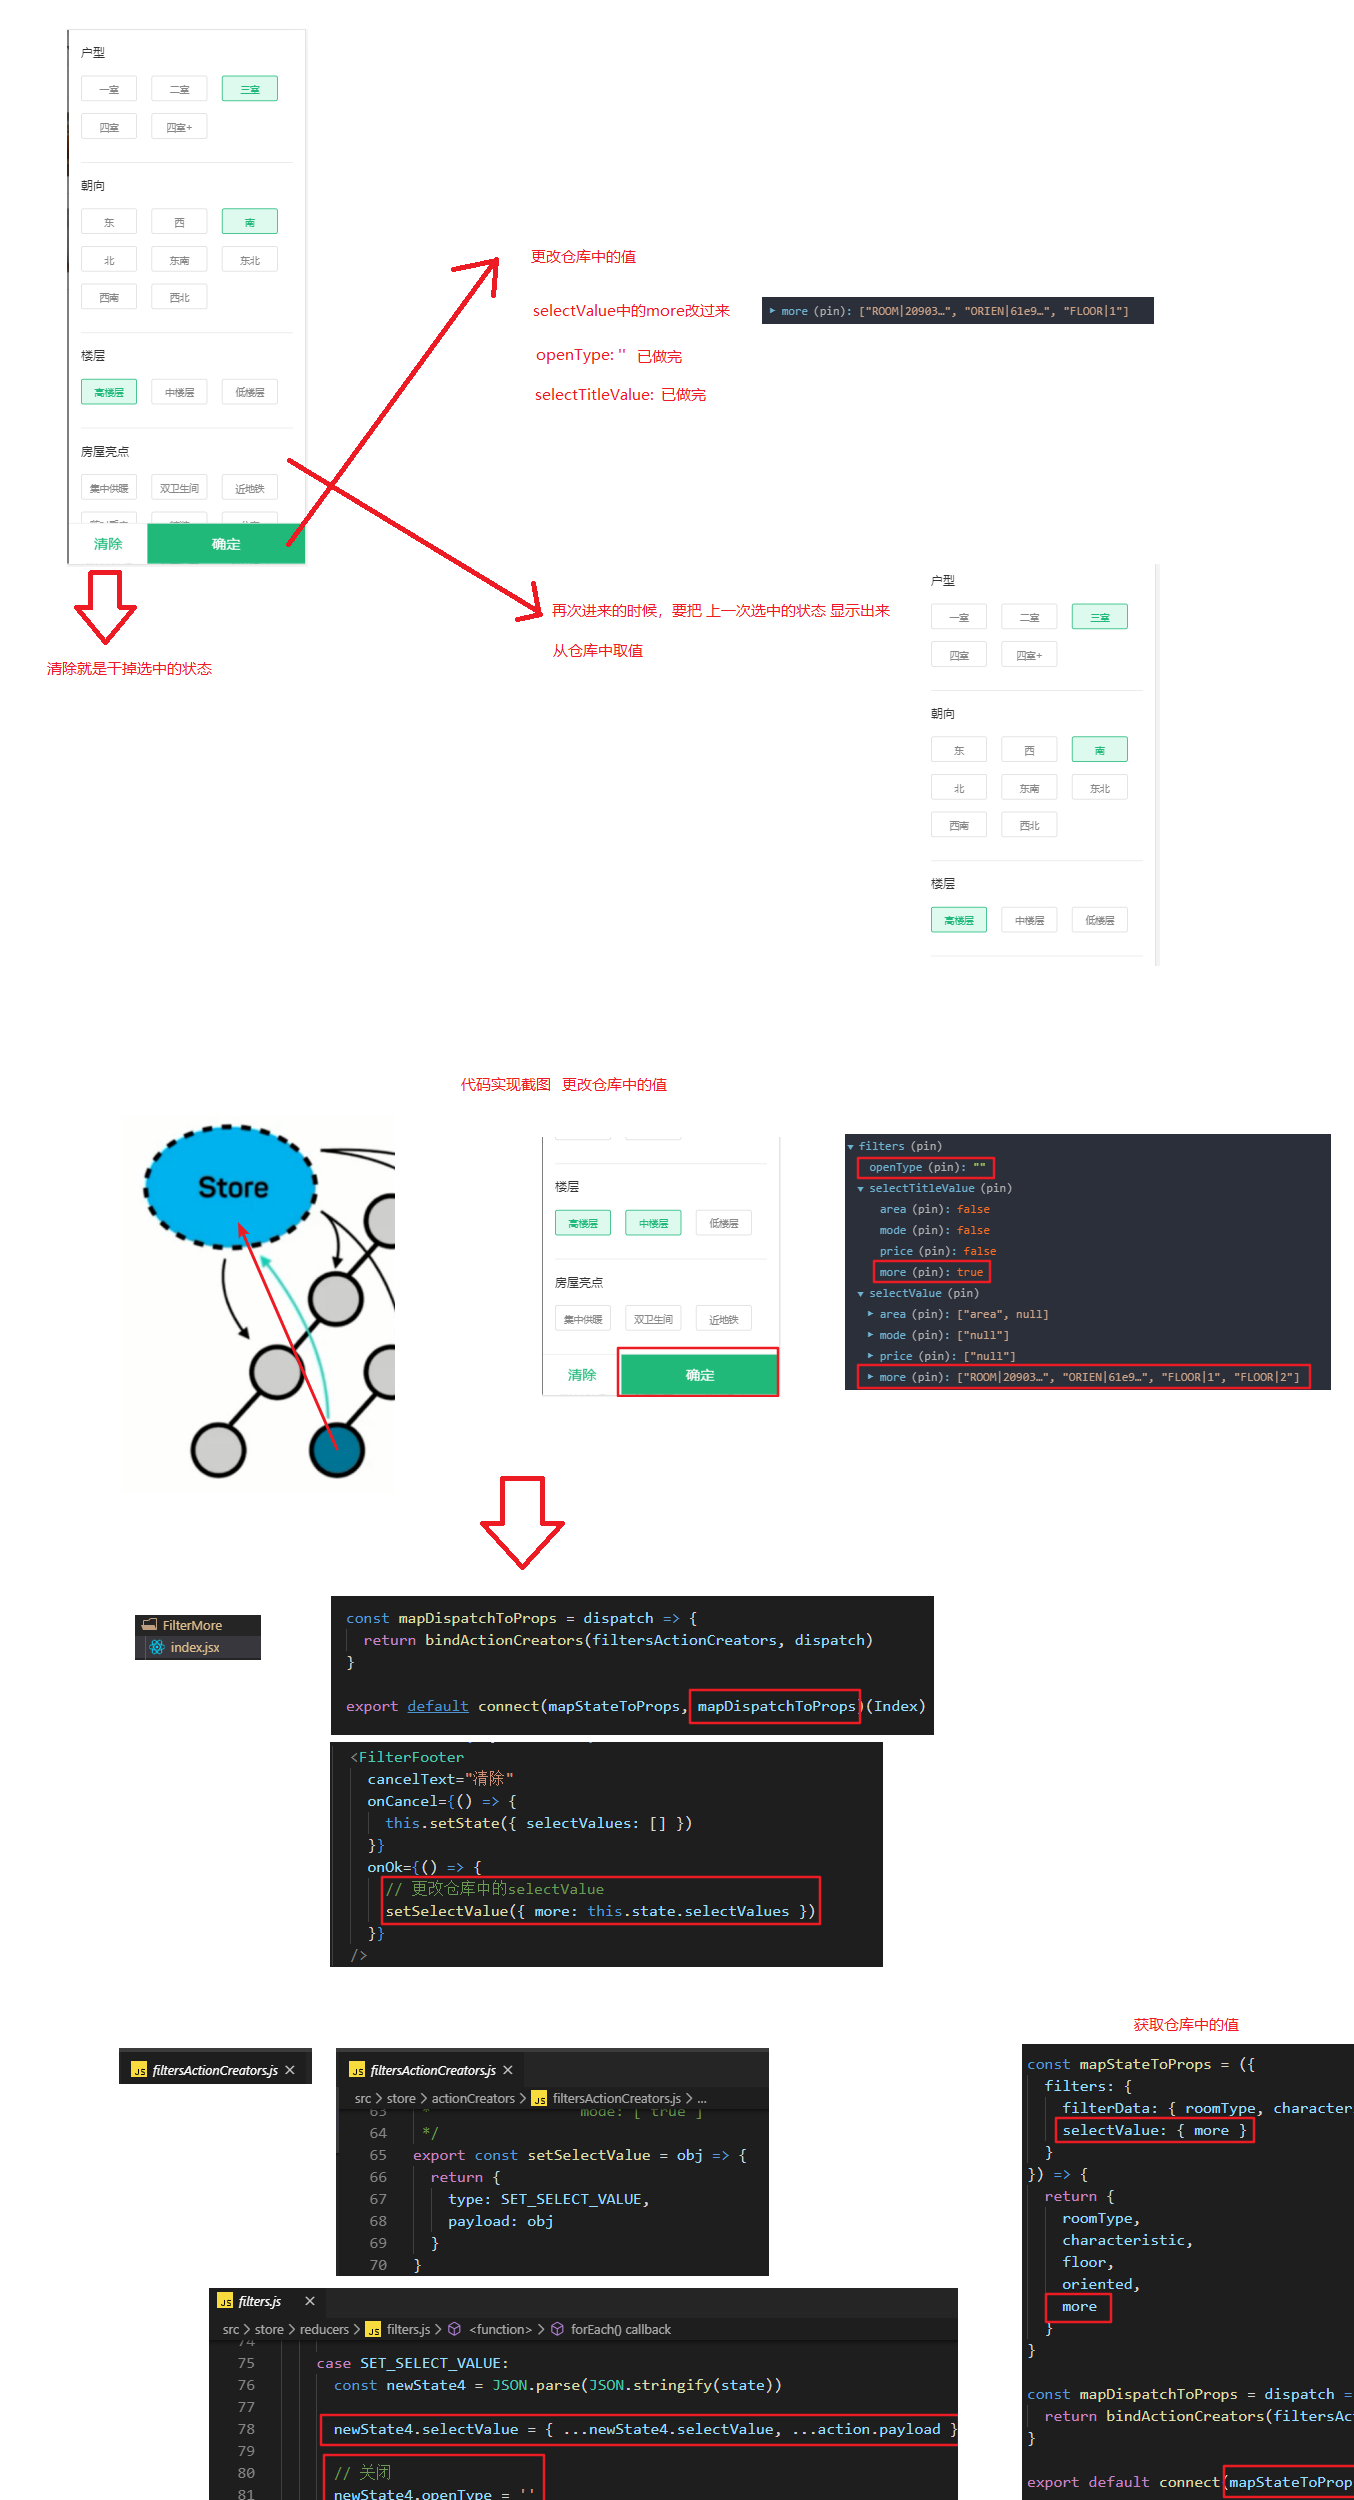 户型
一室 二室 三室
四室 四室+
朝向
东 西 南
北 东南 东北
西南 西北
楼层
高楼层 中楼层 低楼层
房屋亮点
集中供暖 双卫生间 近地铁
清除 确定
清除就是干掉选中的状态
更改仓库中的值
selectValue中的more改过来
more (pin): ["ROOM|20903…", "ORIEN|61e9…", "FLOOR|1"]
openType: '' 已做完
selectTitleValue: 已做完
再次进来的时候，要把 上一次选中的状态 显示出来
从仓库中取值
户型
一室 二室 三室
四室 四室+
朝向
东 西 南
北 东南 东北
西南 西北
楼层
高楼层 中楼层 低楼层
代码实现截图 更改仓库中的值
Store
楼层
高楼层 中楼层 低楼层
房屋亮点
集中供暖 双卫生间 近地铁
清除 确定
filters (pin)
openType (pin): ""
selectTitleValue (pin)
area (pin): false
mode (pin): false
price (pin): false
more (pin): true
selectValue (pin)
area (pin): ["area", null]
mode (pin): ["null"]
price (pin): ["null"]
more (pin): ["ROOM|20903…", "ORIEN|61e9…", "FLOOR|1", "FLOOR|2"]
FilterMore
index.jsx
const mapDispatchToProps = dispatch => {
return bindActionCreators(filtersActionCreators, dispatch)
}
export default connect(mapStateToProps, mapDispatchToProps)(Index)
<FilterFooter
cancelText="清除"
onCancel={() => {
this.setState({ selectValues: [] })
}}
onOk={() => {
// 更改仓库中的selectValue
setSelectValue({ more: this.state.selectValues })
}}
/>
filtersActionCreators.js
filtersActionCreators.js
src > store > actionCreators > filtersActionCreators.js > ...
63 * mode: [ true ]
64 */
65 export const setSelectValue = obj => {
66 return {
67 type: SET_SELECT_VALUE,
68 payload: obj
69 }
70 }
filters.js
src > store > reducers > filters.js > <function> > forEach() callback
74
75 case SET_SELECT_VALUE:
76 const newState4 = JSON.parse(JSON.stringify(state))
77
78 newState4.selectValue = { ...newState4.selectValue, ...action.payload }
79
80 // 关闭
81 newState4.openType = ''
获取仓库中的值
const mapStateToProps = ({
filters: {
filterData: { roomType, character
selectValue: { more }
}
}) => {
return {
roomType,
characteristic,
floor,
oriented,
more
}
}
const mapDispatchToProps = dispatch =
return bindActionCreators(filtersAc
}
export default connect(mapStateToProp